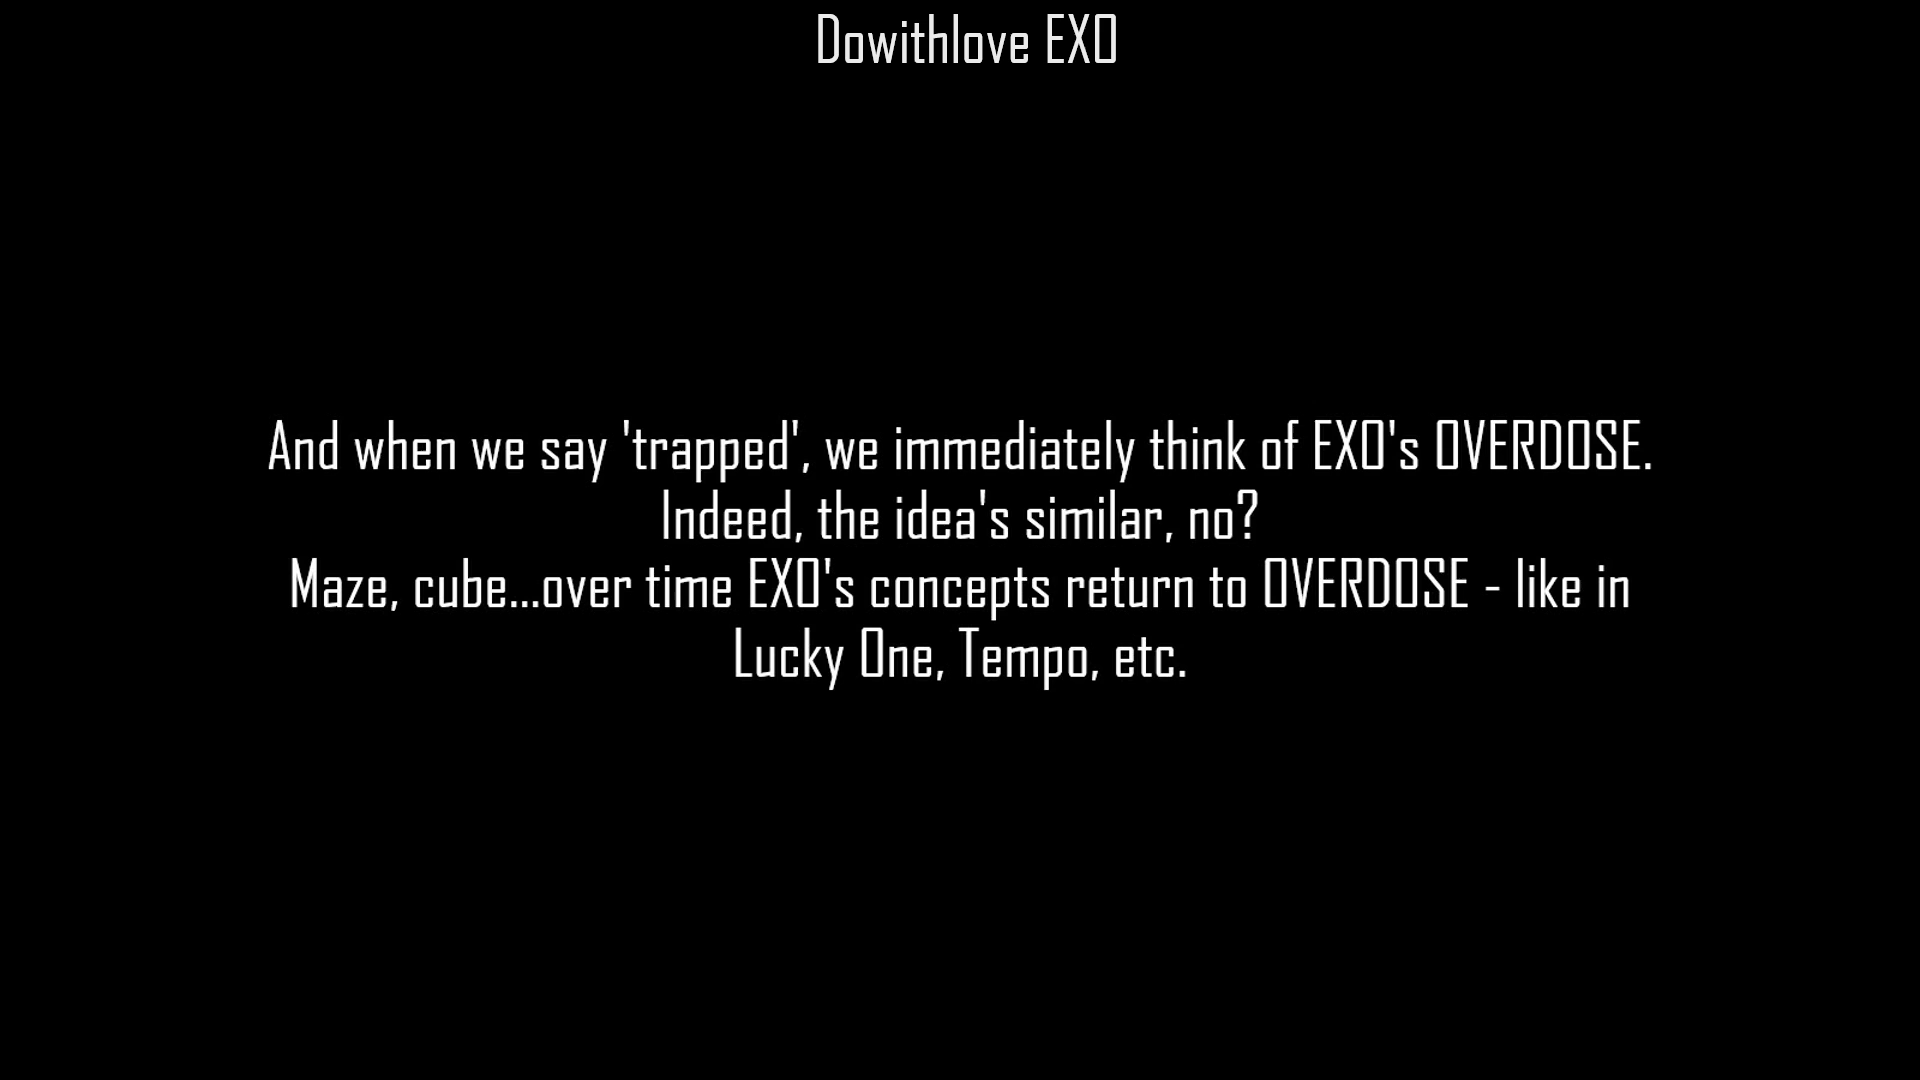 Dowithlove EXO
And when we say 'trapped', we immediately think of EXO's OVERDOSE.
Indeed, the idea's similar, no?
Maze, cube...over time EXO's concepts return to OVERDOSE - like in
Lucky One, Tempo, etc.